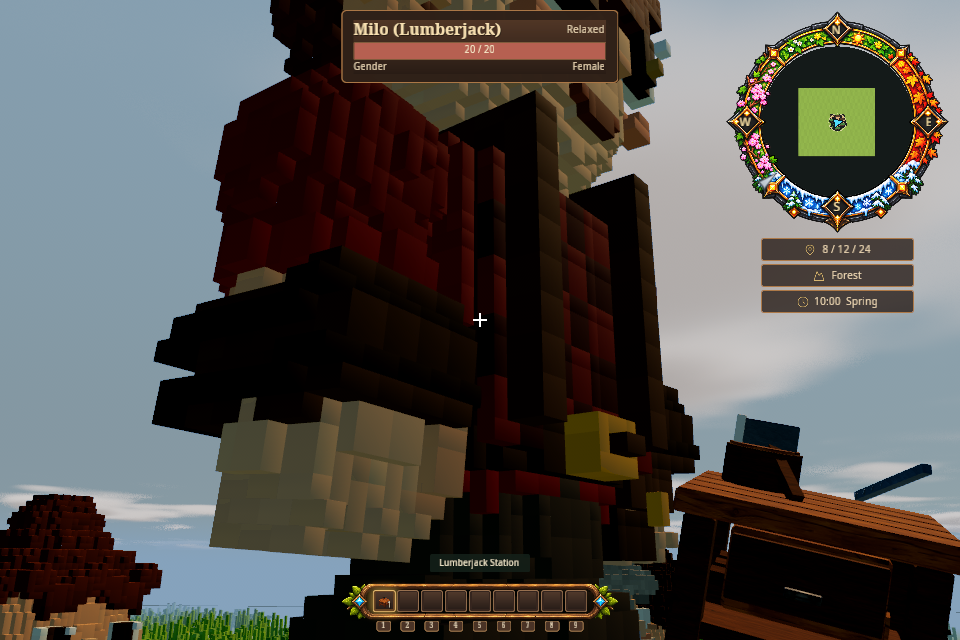 Milo (Lumberjack) Relaxed
20 / 20
Gender Female
N
W E
S
8 / 12 / 24
Forest
10:00 Spring
Lumberjack Station
1 2 3 4 5 6 7 8 9